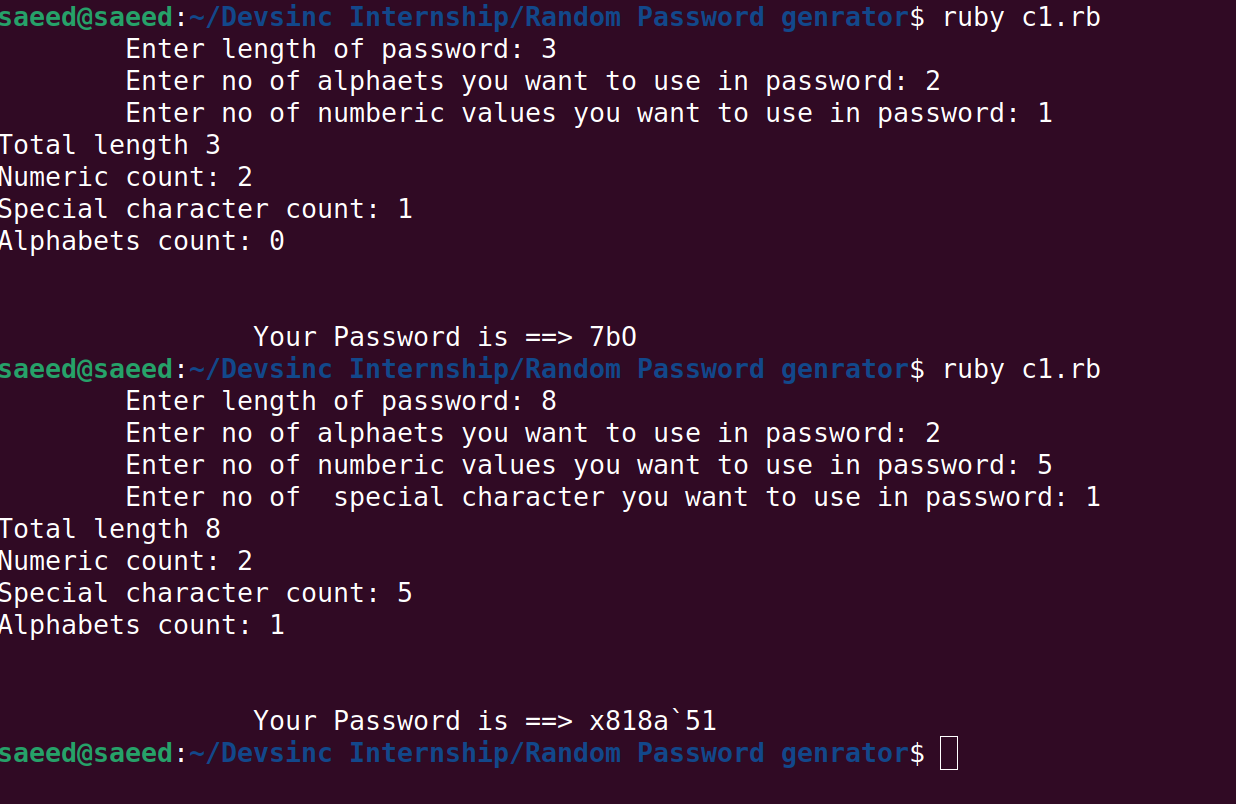 saeed@saeed:~/Devsinc Internship/Random Password genrator$ ruby c1.rb
Enter length of password: 3
Enter no of alphaets you want to use in password: 2
Enter no of numberic values you want to use in password: 1
Total length 3
Numeric count: 2
Special character count: 1
Alphabets count: 0
Your Password is ==> 7bO
saeed@saeed:~/Devsinc Internship/Random Password genrator$ ruby c1.rb
Enter length of password: 8
Enter no of alphaets you want to use in password: 2
Enter no of numberic values you want to use in password: 5
Enter no of  special character you want to use in password: 1
Total length 8
Numeric count: 2
Special character count: 5
Alphabets count: 1
Your Password is ==> x818a`51
saeed@saeed:~/Devsinc Internship/Random Password genrator$